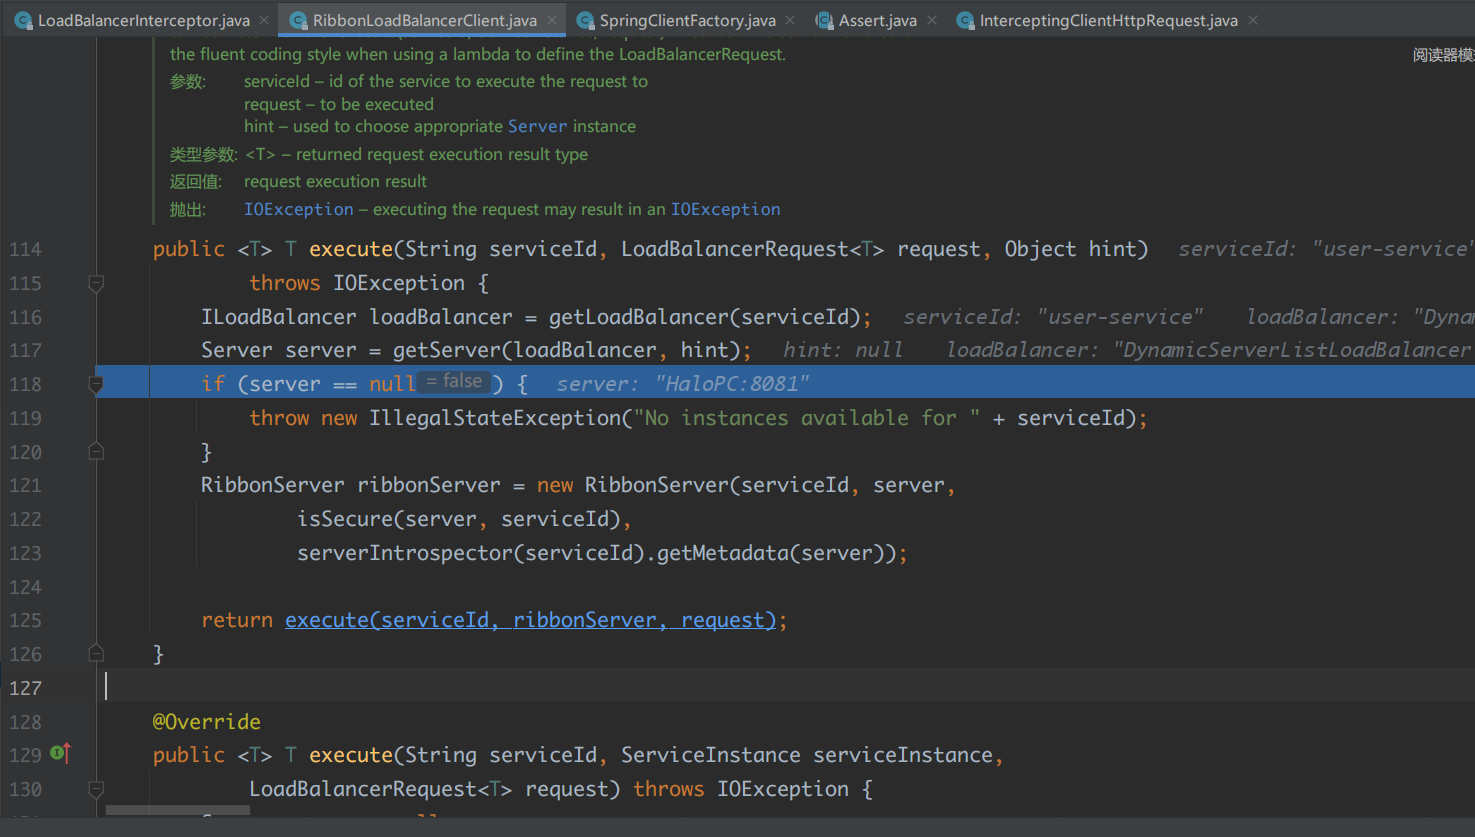 LoadBalancerInterceptor.java RibbonLoadBalancerClient.java SpringClientFactory.java Assert.java InterceptingClientHttpRequest.java
the fluent coding style when using a lambda to define the LoadBalancerRequest.
阅读器模式
参数: serviceId – id of the service to execute the request to
request – to be executed
hint – used to choose appropriate Server instance
类型参数: <T> – returned request execution result type
返回值: request execution result
抛出: IOException – executing the request may result in an IOException
114 public <T> T execute(String serviceId, LoadBalancerRequest<T> request, Object hint) serviceId: "user-service"
115 throws IOException {
116 ILoadBalancer loadBalancer = getLoadBalancer(serviceId); serviceId: "user-service" loadBalancer: "Dynam
117 Server server = getServer(loadBalancer, hint); hint: null loadBalancer: "DynamicServerListLoadBalancer
118 if (server == null = false ) { server: "HaloPC:8081"
119 throw new IllegalStateException("No instances available for " + serviceId);
120 }
121 RibbonServer ribbonServer = new RibbonServer(serviceId, server,
122 isSecure(server, serviceId),
123 serverIntrospector(serviceId).getMetadata(server));
124
125 return execute(serviceId, ribbonServer, request);
126 }
127
128 @Override
129 public <T> T execute(String serviceId, ServiceInstance serviceInstance,
130 LoadBalancerRequest<T> request) throws IOException {